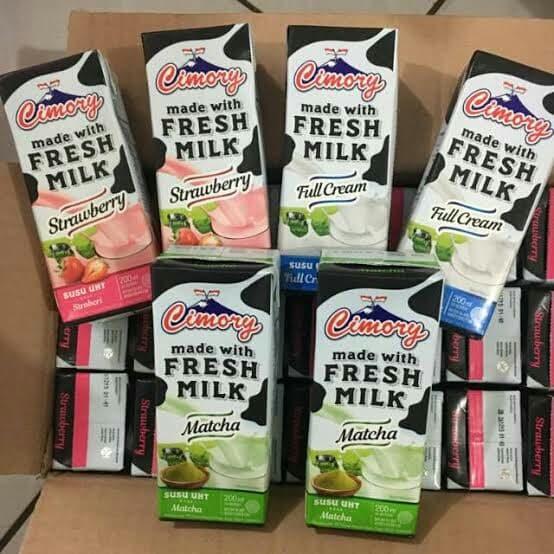 Cimory
made with
FRESH
MILK
Strawberry
SUSU UHT
Stroberi
200 ml
Cimory
made with
FRESH
MILK
Strawberry
Cimory
made with
FRESH
MILK
Full Cream
SUSU U
Full Cr
Cimory
made with
FRESH
MILK
Full Cream
200 ml
Cimory
made with
FRESH
MILK
Matcha
SUSU UHT
Matcha
200 ml
Cimory
made with
FRESH
MILK
Matcha
SUSU UHT
Matcha
200 ml
Strawberry
Strawberry
Strawberry
Strawberry